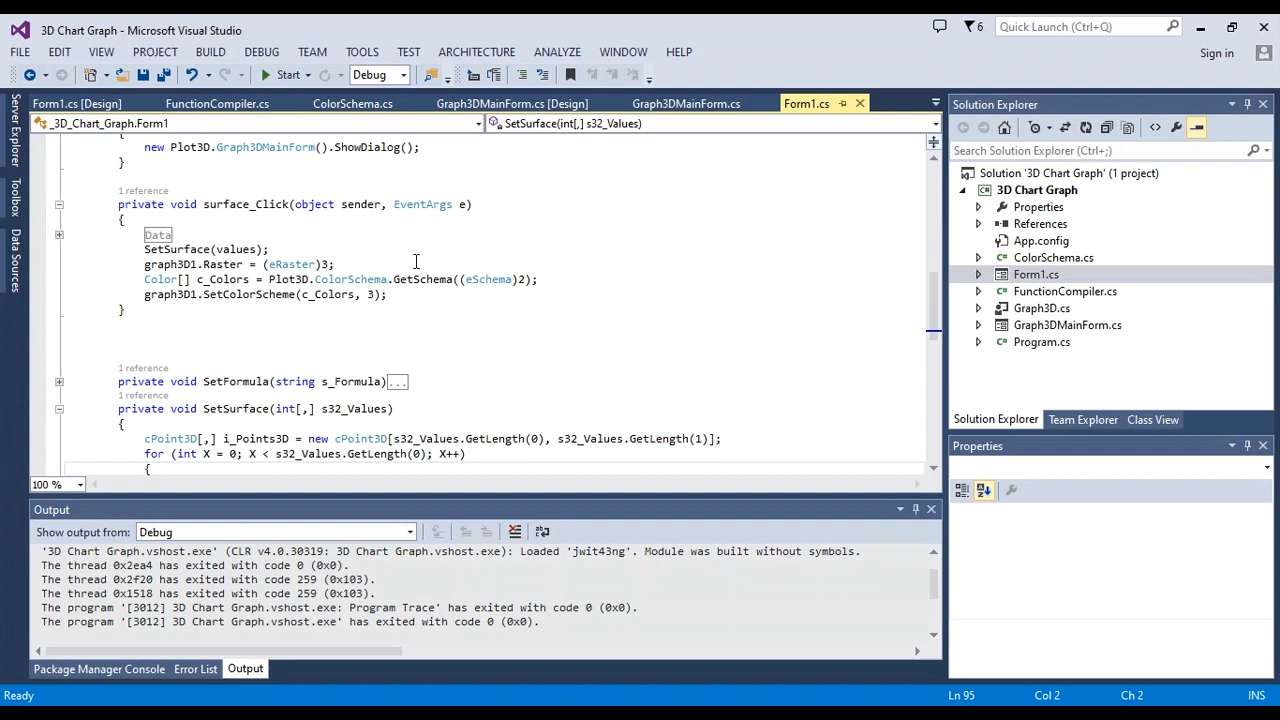 3D Chart Graph - Microsoft Visual Studio
6
Quick Launch (Ctrl+Q)
FILE EDIT VIEW PROJECT BUILD DEBUG TEAM TOOLS TEST ARCHITECTURE ANALYZE WINDOW HELP
Sign in
Start Debug
Server Explorer
Toolbox
Data Sources
Form1.cs [Design] FunctionCompiler.cs ColorSchema.cs Graph3DMainForm.cs [Design] Graph3DMainForm.cs Form1.cs
_3D_Chart_Graph.Form1 SetSurface(int[,] s32_Values)
{
new Plot3D.Graph3DMainForm().ShowDialog();
}
1 reference
private void surface_Click(object sender, EventArgs e)
{
Data
SetSurface(values);
graph3D1.Raster = (eRaster)3;
Color[] c_Colors = Plot3D.ColorSchema.GetSchema((eSchema)2);
graph3D1.SetColorScheme(c_Colors, 3);
}
1 reference
private void SetFormula(string s_Formula)...
1 reference
private void SetSurface(int[,] s32_Values)
{
cPoint3D[,] i_Points3D = new cPoint3D[s32_Values.GetLength(0), s32_Values.GetLength(1)];
for (int X = 0; X < s32_Values.GetLength(0); X++)
{
100 %
Output
Show output from: Debug
'3D Chart Graph.vshost.exe' (CLR v4.0.30319: 3D Chart Graph.vshost.exe): Loaded 'jwit43ng'. Module was built without symbols.
The thread 0x2ea4 has exited with code 0 (0x0).
The thread 0x2f20 has exited with code 259 (0x103).
The thread 0x1518 has exited with code 259 (0x103).
The program '[3012] 3D Chart Graph.vshost.exe: Program Trace' has exited with code 0 (0x0).
The program '[3012] 3D Chart Graph.vshost.exe' has exited with code 0 (0x0).
Package Manager Console Error List Output
Solution Explorer
Search Solution Explorer (Ctrl+;)
Solution '3D Chart Graph' (1 project)
3D Chart Graph
Properties
References
App.config
ColorSchema.cs
Form1.cs
FunctionCompiler.cs
Graph3D.cs
Graph3DMainForm.cs
Program.cs
Solution Explorer Team Explorer Class View
Properties
Ready Ln 95 Col 2 Ch 2 INS